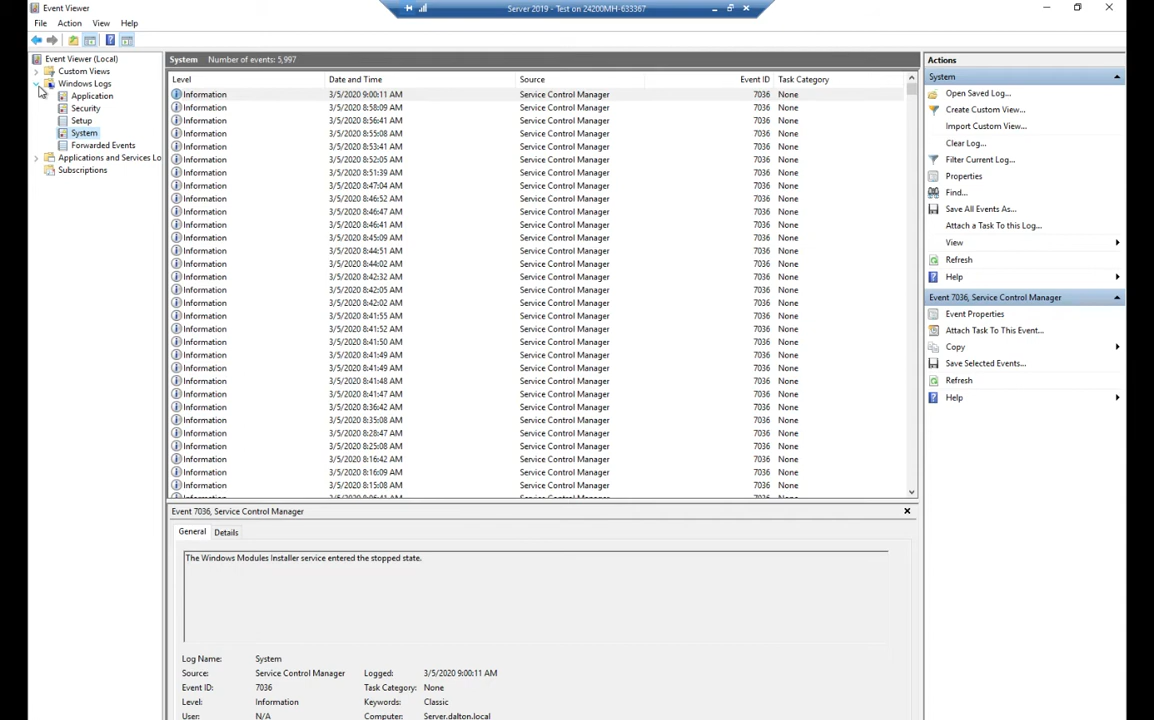 Event Viewer
Server 2019 - Test on 24200MH-633367
File Action View Help
Event Viewer (Local)
Custom Views
Windows Logs
Application
Security
Setup
System
Forwarded Events
Applications and Services Lo
Subscriptions
System Number of events: 5,997
Level Date and Time Source Event ID Task Category
Information 3/5/2020 9:00:11 AM Service Control Manager 7036 None
Information 3/5/2020 8:58:09 AM Service Control Manager 7036 None
Information 3/5/2020 8:56:41 AM Service Control Manager 7036 None
Information 3/5/2020 8:55:08 AM Service Control Manager 7036 None
Information 3/5/2020 8:53:41 AM Service Control Manager 7036 None
Information 3/5/2020 8:52:05 AM Service Control Manager 7036 None
Information 3/5/2020 8:51:39 AM Service Control Manager 7036 None
Information 3/5/2020 8:47:04 AM Service Control Manager 7036 None
Information 3/5/2020 8:46:52 AM Service Control Manager 7036 None
Information 3/5/2020 8:46:47 AM Service Control Manager 7036 None
Information 3/5/2020 8:46:41 AM Service Control Manager 7036 None
Information 3/5/2020 8:45:09 AM Service Control Manager 7036 None
Information 3/5/2020 8:44:51 AM Service Control Manager 7036 None
Information 3/5/2020 8:44:02 AM Service Control Manager 7036 None
Information 3/5/2020 8:42:32 AM Service Control Manager 7036 None
Information 3/5/2020 8:42:05 AM Service Control Manager 7036 None
Information 3/5/2020 8:42:02 AM Service Control Manager 7036 None
Information 3/5/2020 8:41:55 AM Service Control Manager 7036 None
Information 3/5/2020 8:41:52 AM Service Control Manager 7036 None
Information 3/5/2020 8:41:50 AM Service Control Manager 7036 None
Information 3/5/2020 8:41:49 AM Service Control Manager 7036 None
Information 3/5/2020 8:41:49 AM Service Control Manager 7036 None
Information 3/5/2020 8:41:48 AM Service Control Manager 7036 None
Information 3/5/2020 8:41:47 AM Service Control Manager 7036 None
Information 3/5/2020 8:36:42 AM Service Control Manager 7036 None
Information 3/5/2020 8:35:08 AM Service Control Manager 7036 None
Information 3/5/2020 8:28:47 AM Service Control Manager 7036 None
Information 3/5/2020 8:25:08 AM Service Control Manager 7036 None
Information 3/5/2020 8:16:42 AM Service Control Manager 7036 None
Information 3/5/2020 8:16:09 AM Service Control Manager 7036 None
Information 3/5/2020 8:15:08 AM Service Control Manager 7036 None
Event 7036, Service Control Manager
General Details
The Windows Modules Installer service entered the stopped state.
Log Name: System
Source: Service Control Manager Logged: 3/5/2020 9:00:11 AM
Event ID: 7036 Task Category: None
Level: Information Keywords: Classic
User: N/A Computer: Server.dalton.local
Actions
System
Open Saved Log...
Create Custom View...
Import Custom View...
Clear Log...
Filter Current Log...
Properties
Find...
Save All Events As...
Attach a Task To this Log...
View
Refresh
Help
Event 7036, Service Control Manager
Event Properties
Attach Task To This Event...
Copy
Save Selected Events...
Refresh
Help